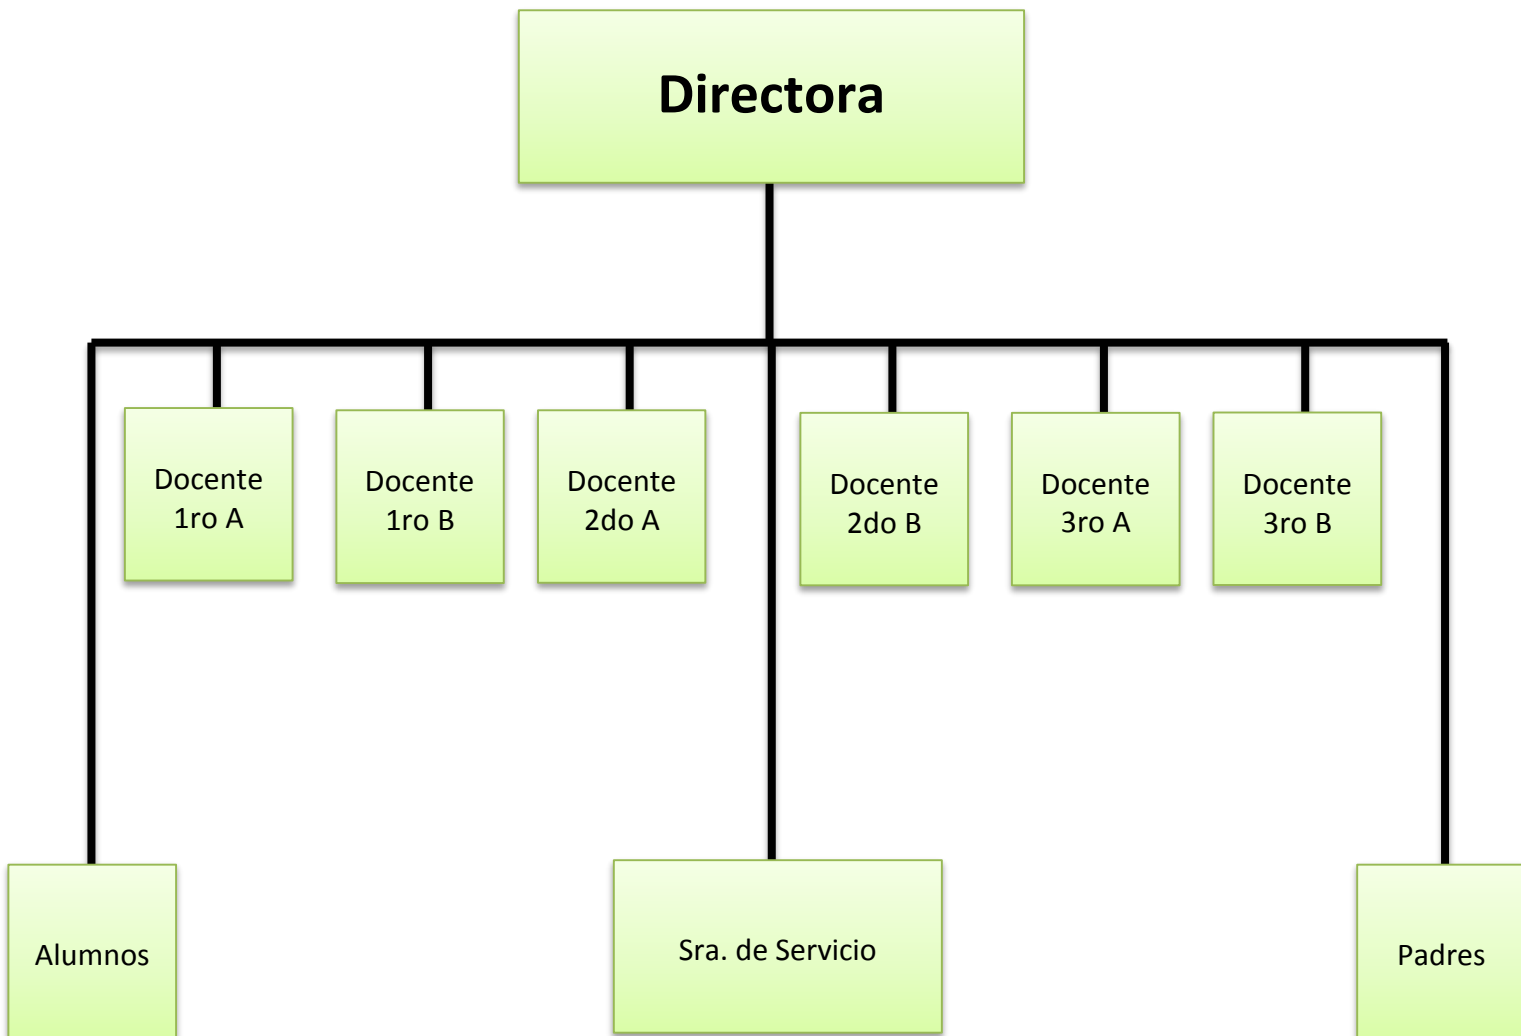 Directora
Docente
1ro A
Docente
1ro B
Docente
2do A
Docente
2do B
Docente
3ro A
Docente
3ro B
Alumnos
Sra. de Servicio
Padres